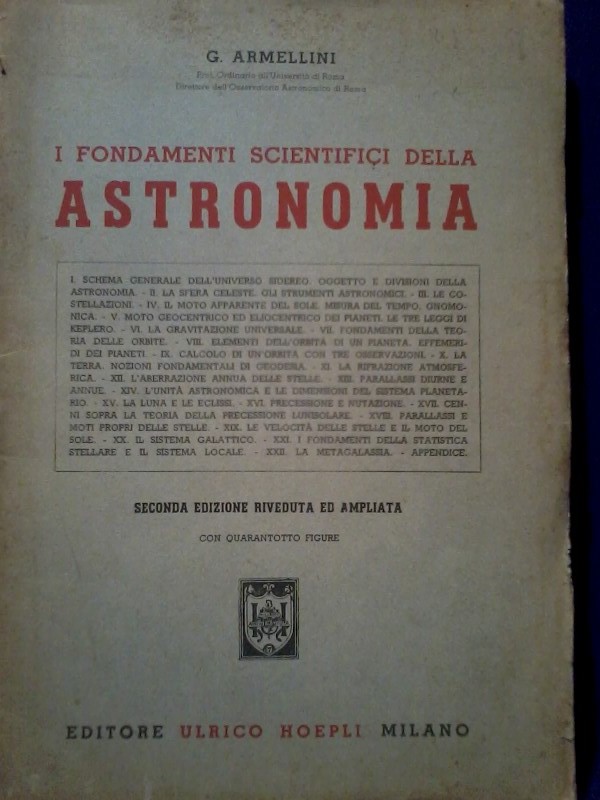 G. ARMELLINI
Prof. Ordinario all'Università di Roma
Direttore dell'Osservatorio Astronomico di Roma
I FONDAMENTI SCIENTIFICI DELLA
ASTRONOMIA
I. SCHEMA GENERALE DELL'UNIVERSO SIDEREO. OGGETTO E DIVISIONI DELLA
ASTRONOMIA. - II. LA SFERA CELESTE. GLI STRUMENTI ASTRONOMICI. - III. LE CO-
STELLAZIONI. - IV. IL MOTO APPARENTE DEL SOLE. MISURA DEL TEMPO. GNOMO-
NICA. - V. MOTO GEOCENTRICO ED ELIOCENTRICO DEI PIANETI. LE TRE LEGGI DI
KEPLERO. - VI. LA GRAVITAZIONE UNIVERSALE. - VII. FONDAMENTI DELLA TEO-
RIA DELLE ORBITE. - VIII. ELEMENTI DELL'ORBITA DI UN PIANETA. EFFEMERI-
DI DEI PIANETI - IX. CALCOLO DI UN'ORBITA CON TRE OSSERVAZIONI. - X. LA
TERRA. NOZIONI FONDAMENTALI DI GEODESIA. - XI. LA RIFRAZIONE ATMOSFE-
RICA. - XII. L'ABERRAZIONE ANNUA DELLE STELLE. - XIII. PARALLASSI DIURNE E
ANNUE. - XIV. L'UNITÀ ASTRONOMICA E LE DIMENSIONI DEL SISTEMA PLANETA-
RIO. - XV. LA LUNA E LE ECLISSI. - XVI. PRECESSIONE E NUTAZIONE. - XVII. CEN-
NI SOPRA LA TEORIA DELLA PRECESSIONE LUNISOLARE. - XVIII. PARALLASSI E
MOTI PROPRI DELLE STELLE. - XIX. LE VELOCITÀ DELLE STELLE E IL MOTO DEL
SOLE. - XX. IL SISTEMA GALATTICO. - XXI. I FONDAMENTI DELLA STATISTICA
STELLARE E IL SISTEMA LOCALE. - XXII. LA METAGALASSIA. - APPENDICE.
SECONDA EDIZIONE RIVEDUTA ED AMPLIATA
CON QUARANTOTTO FIGURE
EDITORE ULRICO HOEPLI MILANO